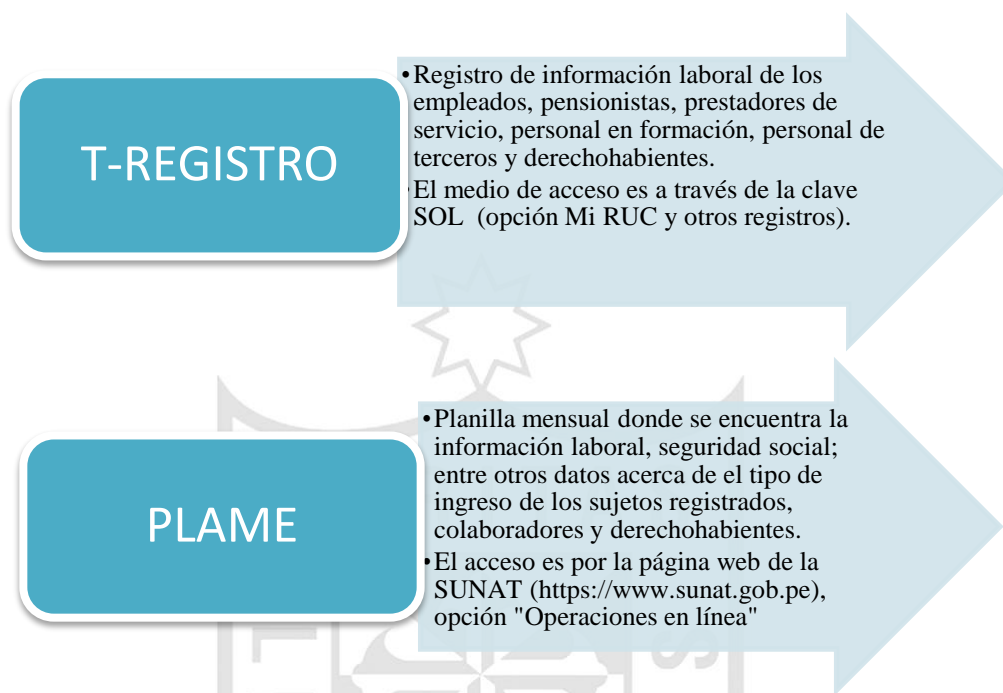 T-REGISTRO
•Registro de información laboral de los
empleados, pensionistas, prestadores de
servicio, personal en formación, personal de
terceros y derechohabientes.
•El medio de acceso es a través de la clave
SOL (opción Mi RUC y otros registros).
PLAME
•Planilla mensual donde se encuentra la
información laboral, seguridad social;
entre otros datos acerca de el tipo de
ingreso de los sujetos registrados,
colaboradores y derechohabientes.
•El acceso es por la página web de la
SUNAT (https://www.sunat.gob.pe),
opción "Operaciones en línea"